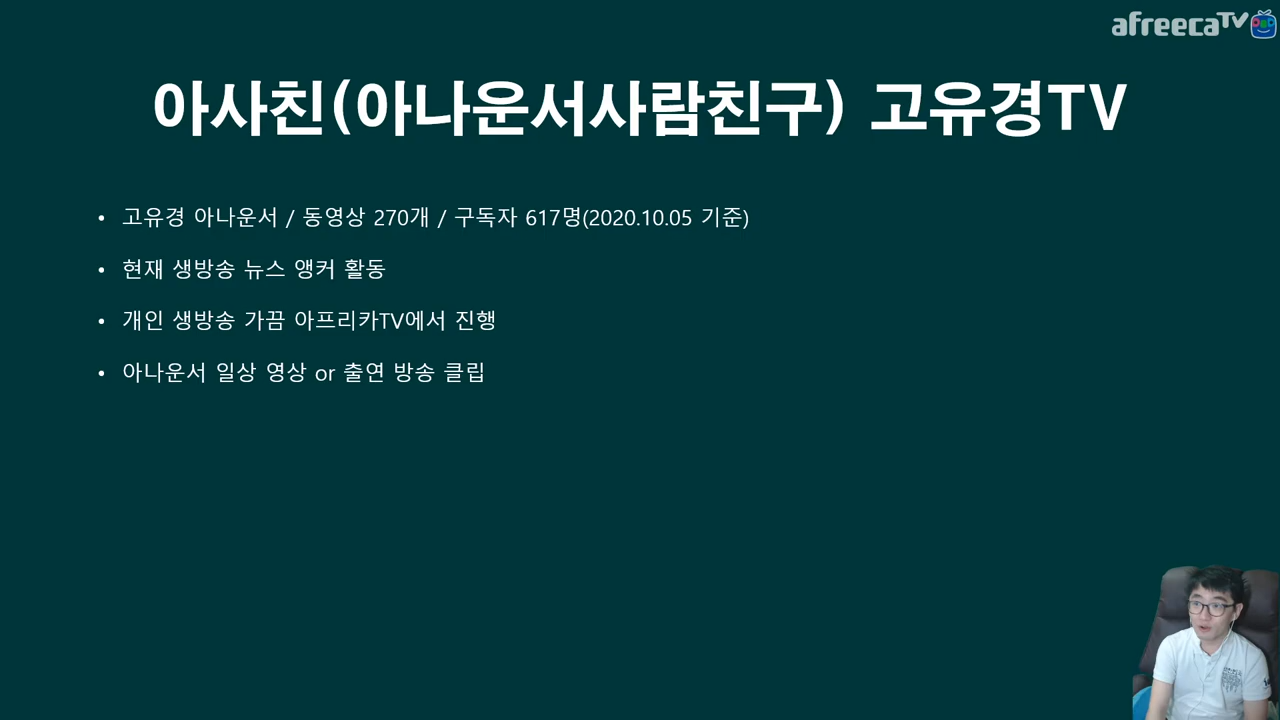 afreecaTV
아사친(아나운서사람친구) 고유경TV
• 고유경 아나운서 / 동영상 270개 / 구독자 617명(2020.10.05 기준)
• 현재 생방송 뉴스 앵커 활동
• 개인 생방송 가끔 아프리카TV에서 진행
• 아나운서 일상 영상 or 출연 방송 클립